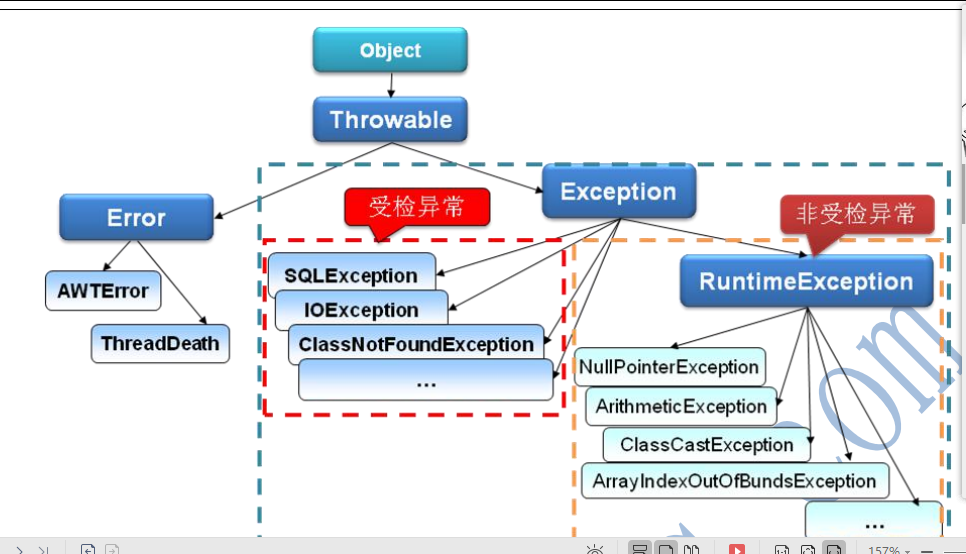 Object
Throwable
Exception
受检异常
非受检异常
Error
AWTError
ThreadDeath
SQLException
IOException
ClassNotFoundException
...
RuntimeException
NullPointerException
ArithmeticException
ClassCastException
ArrayIndexOutOfBundsException
...
om
157%